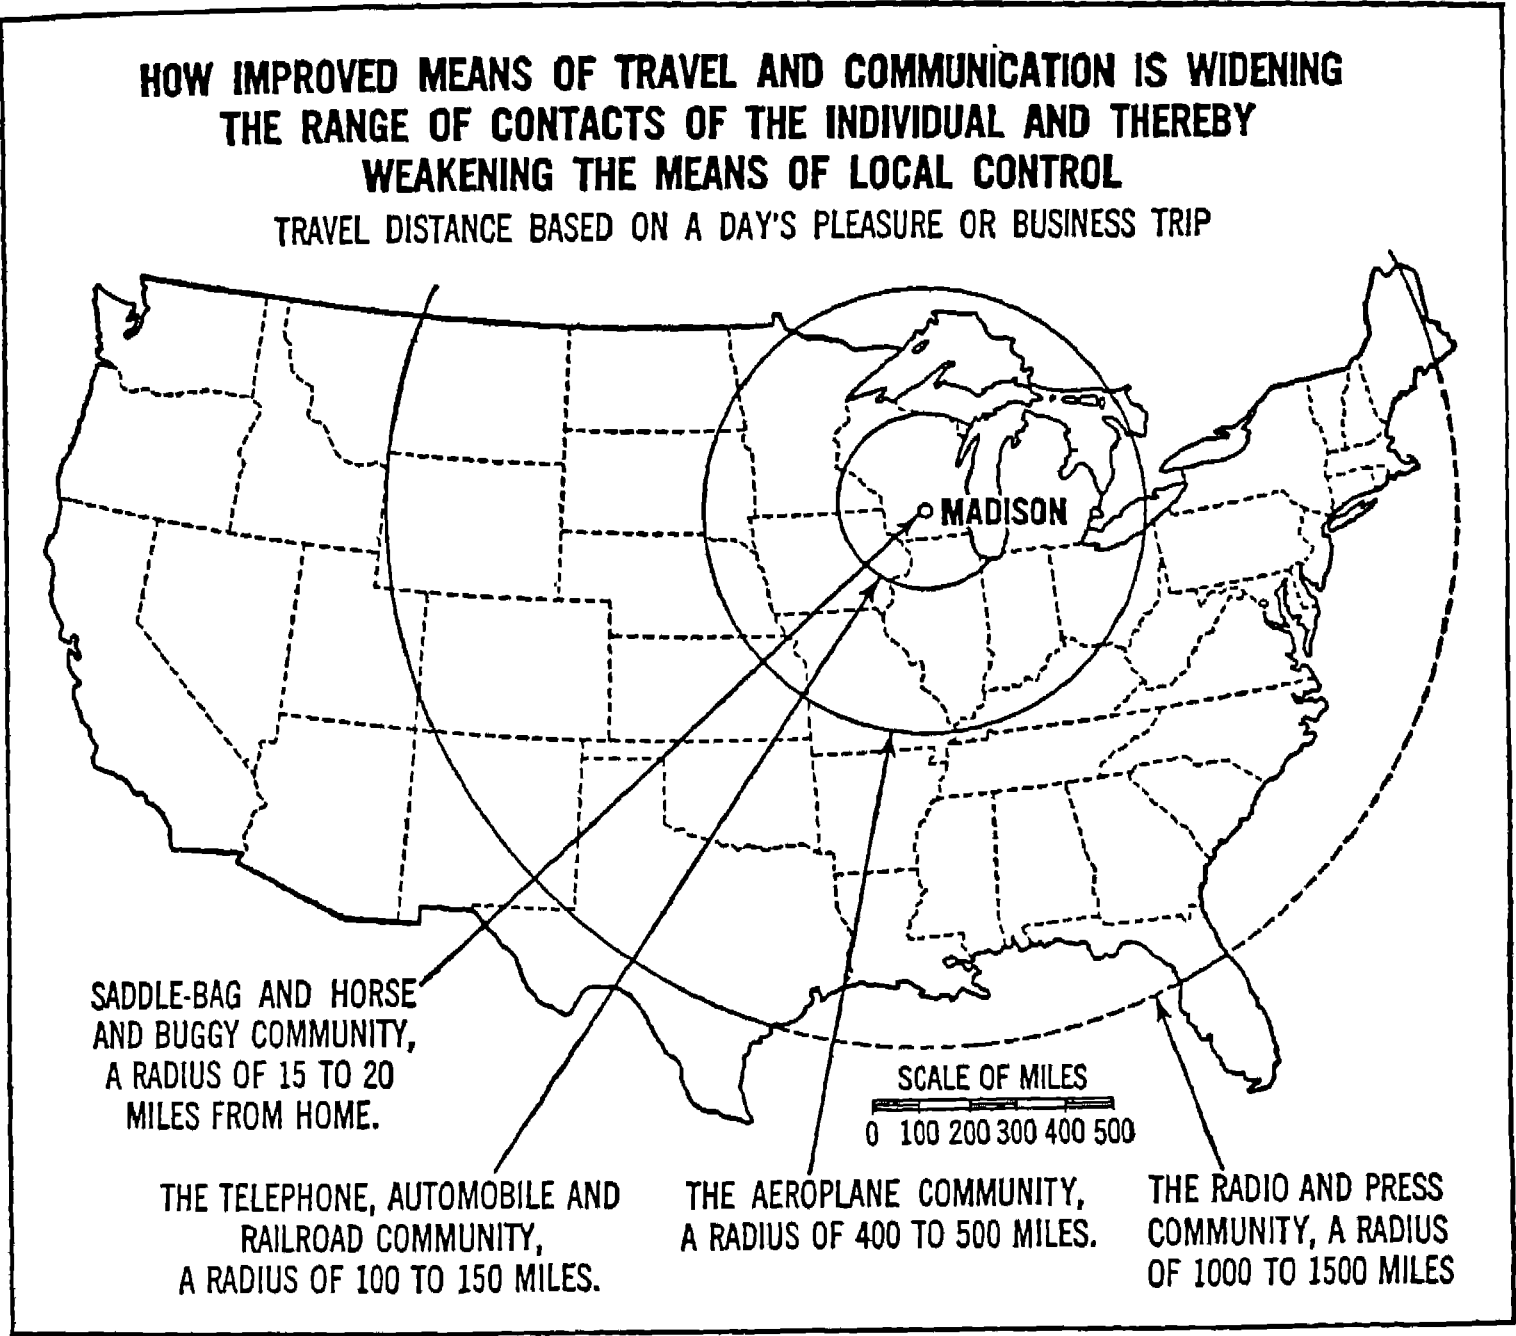 HOW IMPROVED MEANS OF TRAVEL AND COMMUNICATION IS WIDENING
THE RANGE OF CONTACTS OF THE INDIVIDUAL AND THEREBY
WEAKENING THE MEANS OF LOCAL CONTROL
TRAVEL DISTANCE BASED ON A DAY'S PLEASURE OR BUSINESS TRIP
MADISON
SADDLE-BAG AND HORSE
AND BUGGY COMMUNITY,
A RADIUS OF 15 TO 20
MILES FROM HOME.
SCALE OF MILES
0 100 200 300 400 500
THE TELEPHONE, AUTOMOBILE AND
RAILROAD COMMUNITY,
A RADIUS OF 100 TO 150 MILES.
THE AEROPLANE COMMUNITY,
A RADIUS OF 400 TO 500 MILES.
THE RADIO AND PRESS
COMMUNITY, A RADIUS
OF 1000 TO 1500 MILES